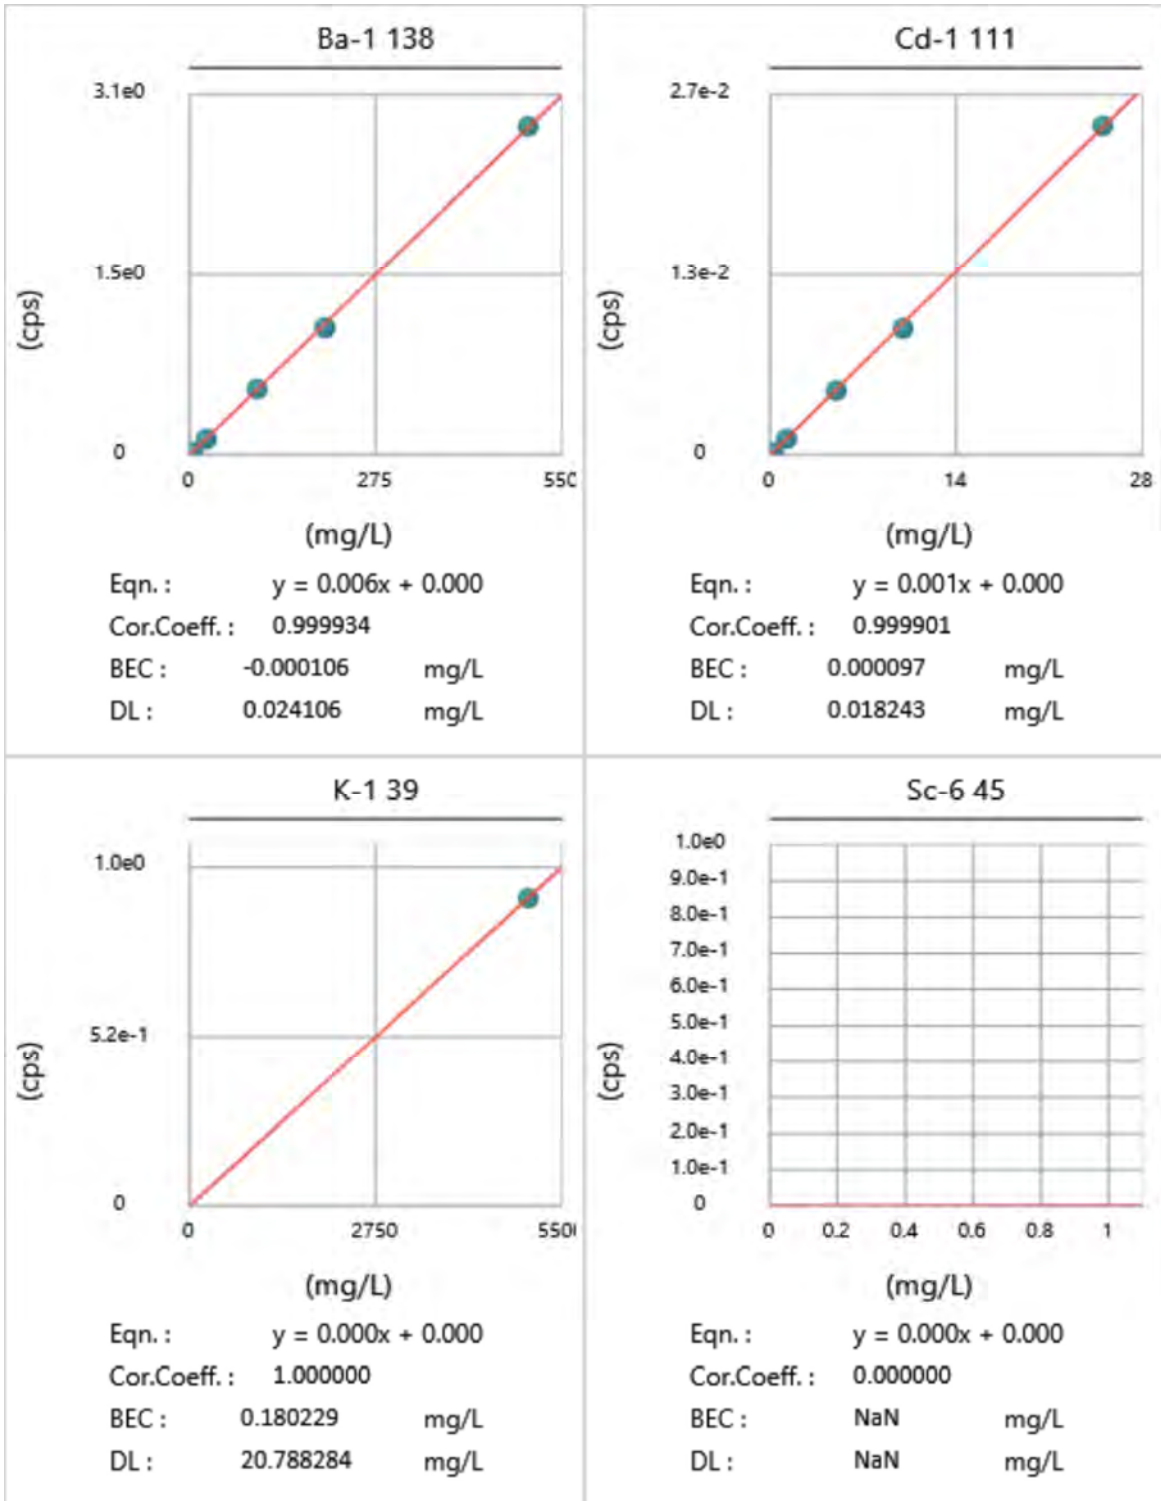 Ba-1 138
3.1e0
1.5e0
0
(cps)
0 275 550
(mg/L)
Eqn. : y = 0.006x + 0.000
Cor.Coeff. : 0.999934
BEC : -0.000106 mg/L
DL : 0.024106 mg/L
Cd-1 111
2.7e-2
1.3e-2
0
(cps)
0 14 28
(mg/L)
Eqn. : y = 0.001x + 0.000
Cor.Coeff. : 0.999901
BEC : 0.000097 mg/L
DL : 0.018243 mg/L
K-1 39
1.0e0
5.2e-1
0
(cps)
0 2750 550
(mg/L)
Eqn. : y = 0.000x + 0.000
Cor.Coeff. : 1.000000
BEC : 0.180229 mg/L
DL : 20.788284 mg/L
Sc-6 45
1.0e0
9.0e-1
8.0e-1
7.0e-1
6.0e-1
5.0e-1
4.0e-1
3.0e-1
2.0e-1
1.0e-1
0
(cps)
0 0.2 0.4 0.6 0.8 1
(mg/L)
Eqn. : y = 0.000x + 0.000
Cor.Coeff. : 0.000000
BEC : NaN mg/L
DL : NaN mg/L